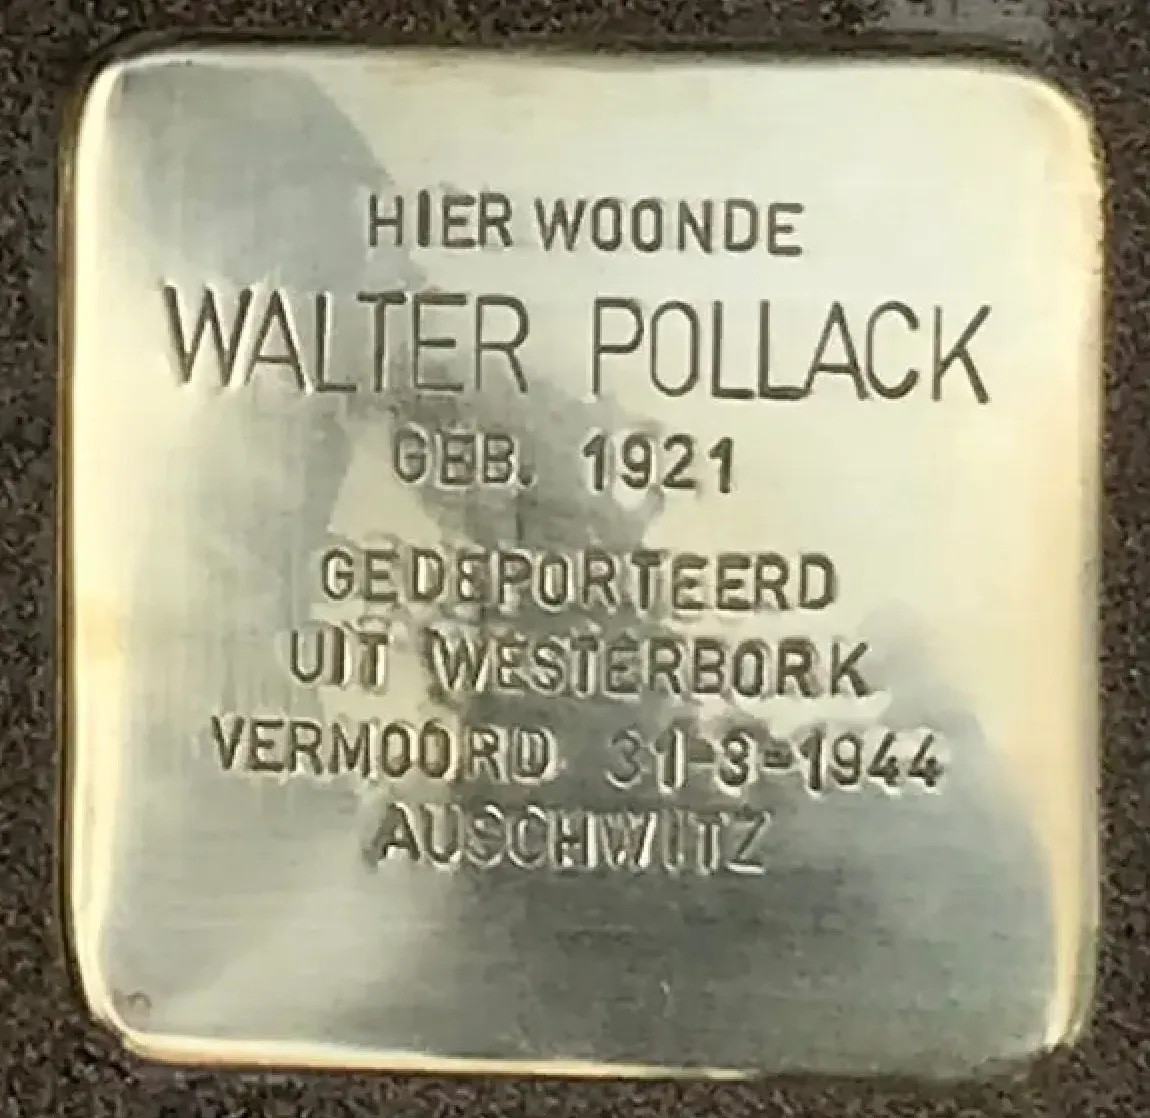 HIER WOONDE
WALTER POLLACK
GEB. 1921
GEDEPORTEERD
UIT WESTERBORK
VERMOORD 31-3-1944
AUSCHWITZ